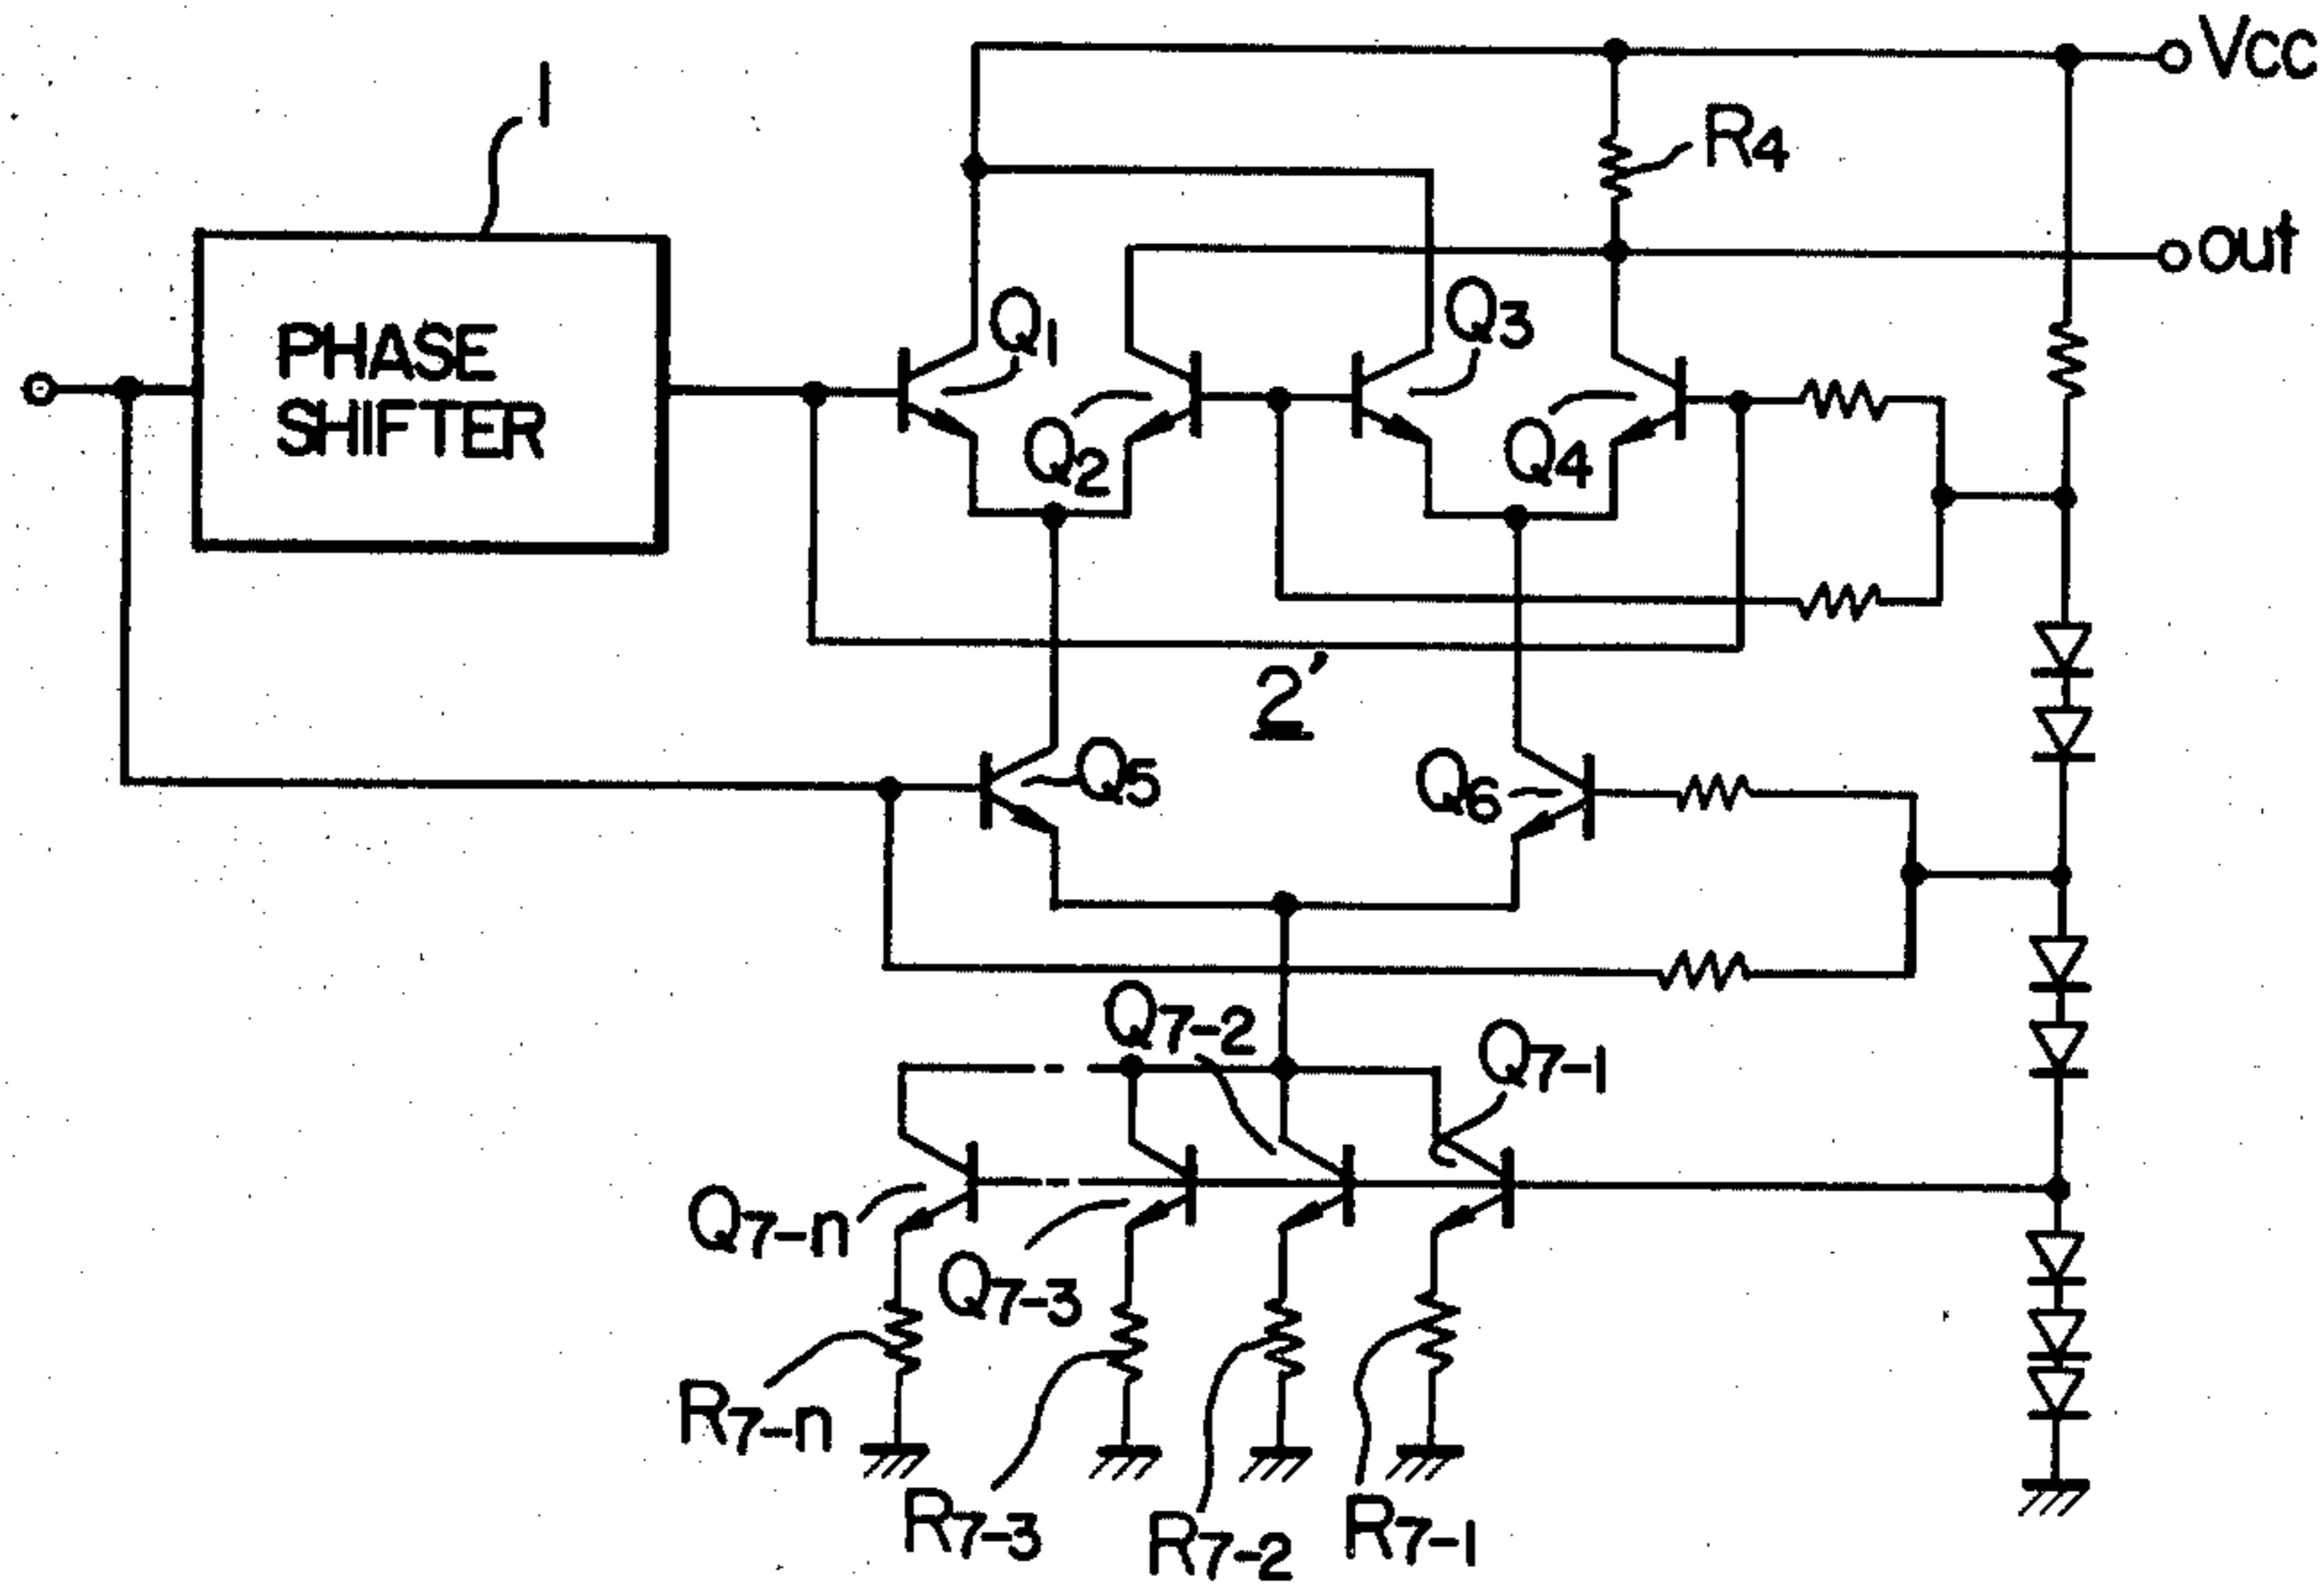 Vcc
1
R4
out
PHASE
SHIFTER
Q1
Q3
Q2
Q4
2'
Q5
Q6
Q7-2
Q7-1
Q7-n
Q7-3
R7-n
R7-3
R7-2
R7-1